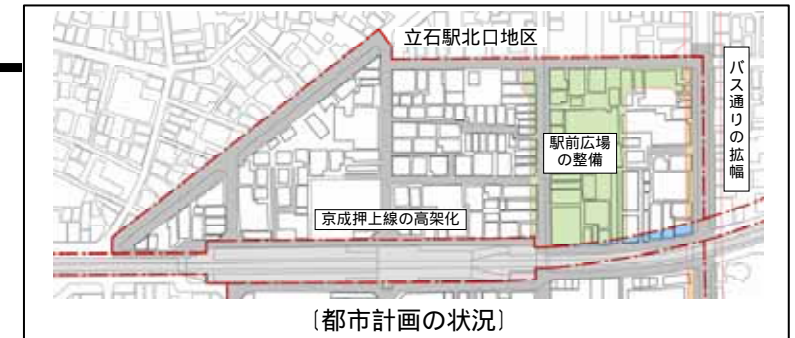 立石駅北口地区
バス通りの拡幅
駅前広場
の整備
京成押上線の高架化
〔都市計画の状況〕